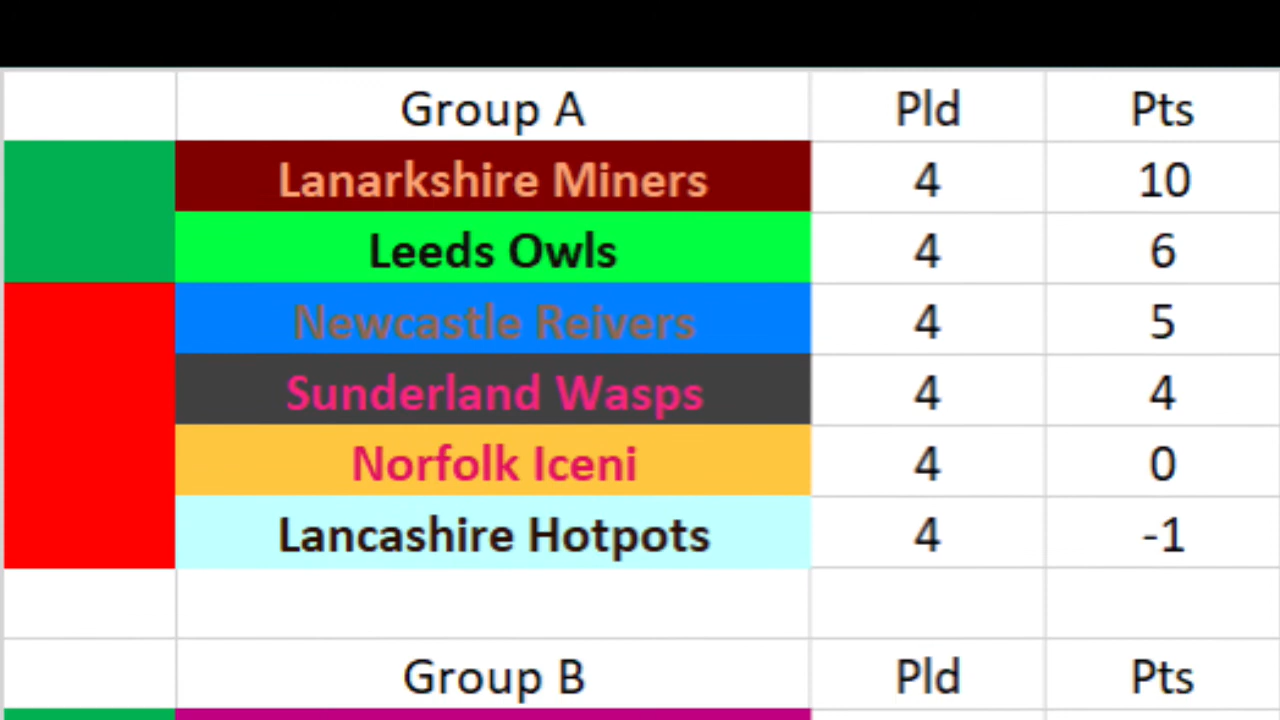 Group A Pld Pts
Lanarkshire Miners 4 10
Leeds Owls 4 6
Newcastle Reivers 4 5
Sunderland Wasps 4 4
Norfolk Iceni 4 0
Lancashire Hotpots 4 -1
Group B Pld Pts